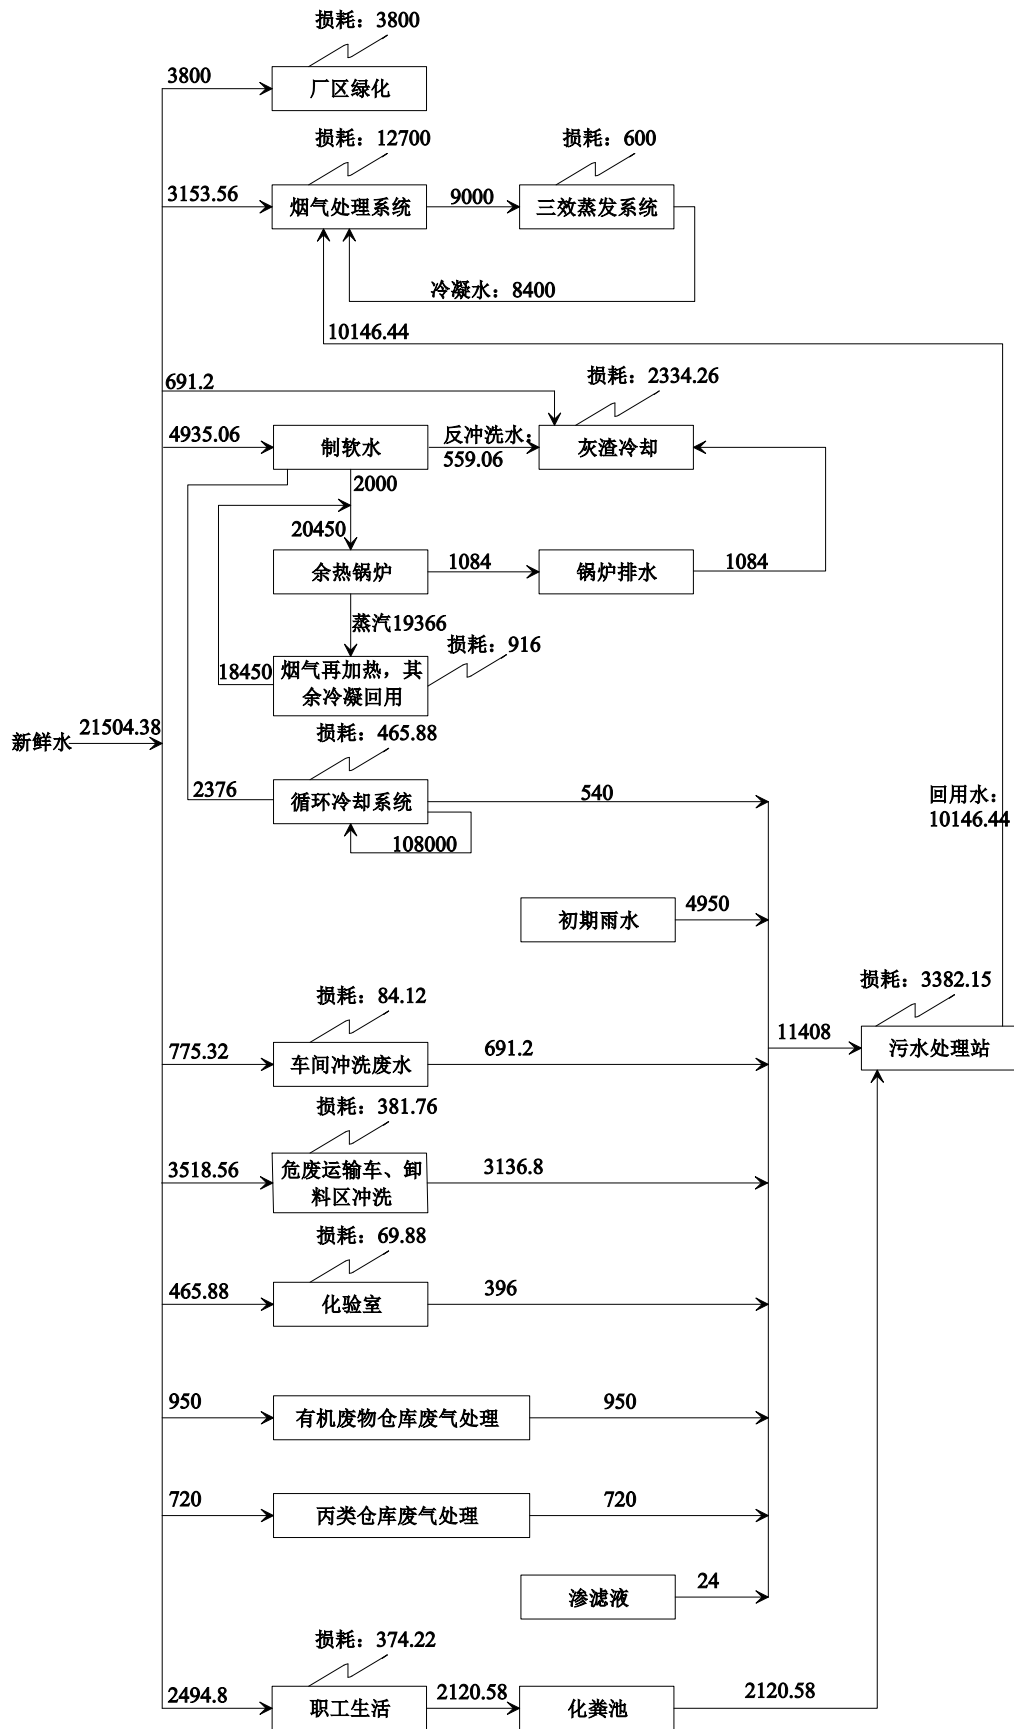 损耗：3800
3800
厂区绿化
损耗：12700
损耗：600
3153.56
烟气处理系统
9000
三效蒸发系统
冷凝水：8400
10146.44
691.2
损耗：2334.26
4935.06
制软水
反冲洗水：
559.06
灰渣冷却
2000
20450
余热锅炉
1084
锅炉排水
1084
蒸汽19366
损耗：916
18450
烟气再加热，其
余冷凝回用
新鲜水
21504.38
损耗：465.88
2376
循环冷却系统
540
108000
回用水：
10146.44
初期雨水
4950
损耗：3382.15
损耗：84.12
11408
污水处理站
775.32
车间冲洗废水
691.2
损耗：381.76
3518.56
危废运输车、卸
料区冲洗
3136.8
损耗：69.88
465.88
化验室
396
950
有机废物仓库废气处理
950
720
丙类仓库废气处理
720
渗滤液
24
损耗：374.22
2494.8
职工生活
2120.58
化粪池
2120.58